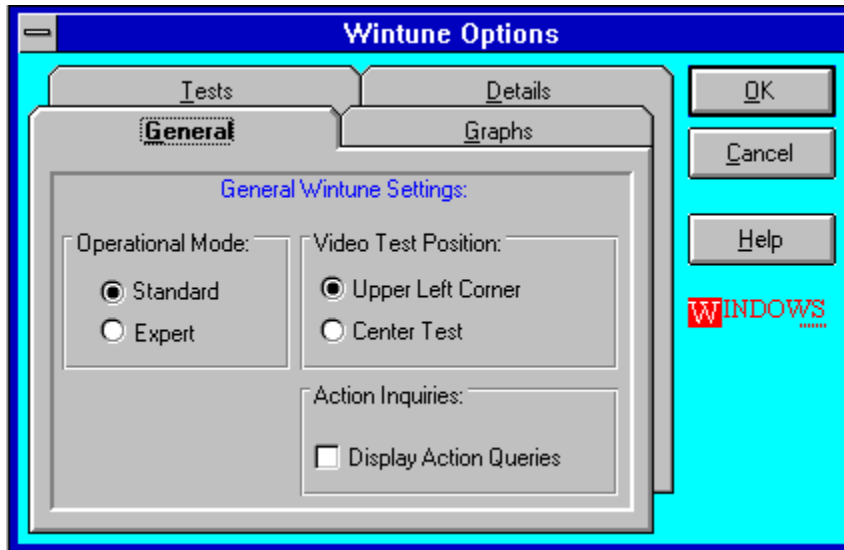 Wintune Options
Tests Details
General Graphs
General Wintune Settings:
Operational Mode:
Standard
Expert
Video Test Position:
Upper Left Corner
Center Test
Action Inquiries:
Display Action Queries
OK
Cancel
Help
WINDOWS